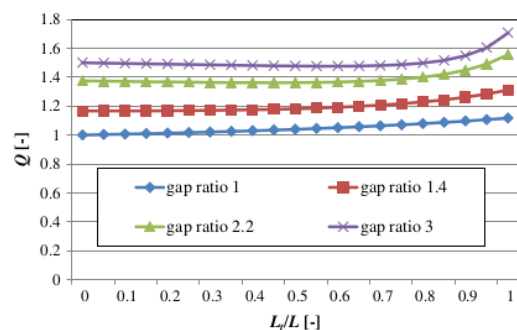 1.8
1.6
1.4
1.2
1
0.8
0.6
0.4
0.2
0
Q [-]
gap ratio 1
gap ratio 1.4
gap ratio 2.2
gap ratio 3
0 0.1 0.2 0.3 0.4 0.5 0.6 0.7 0.8 0.9 1
Lt/L [-]